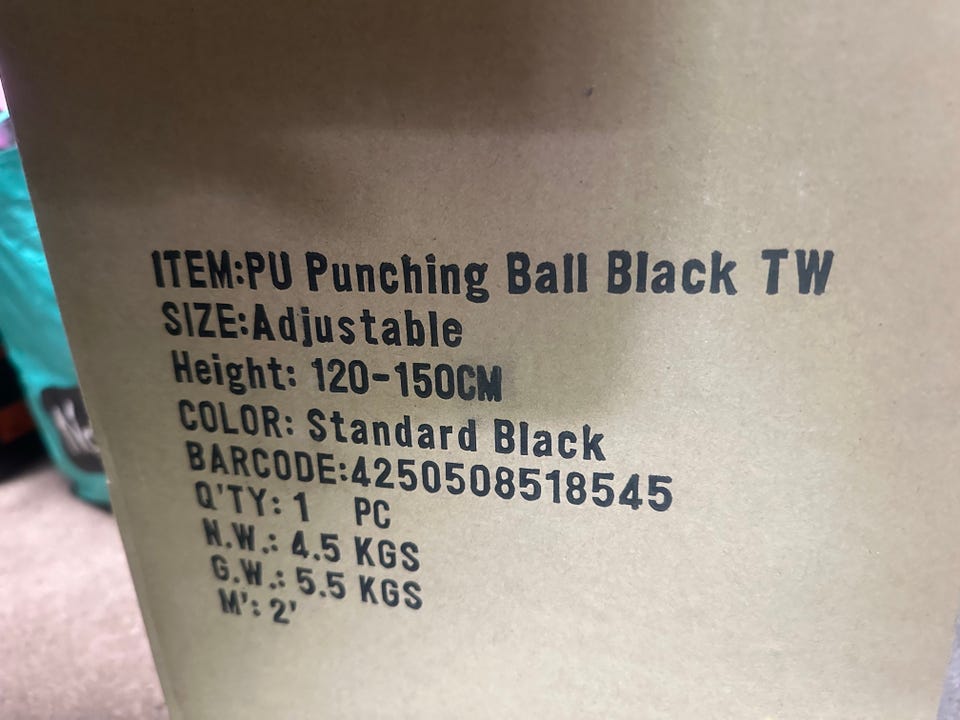 ITEM:PU Punching Ball Black TW
SIZE:Adjustable
Height: 120-150CM
COLOR: Standard Black
BARCODE:4250508518545
Q'TY: 1 PC
N.W.: 4.5 KGS
G.W.: 5.5 KGS
M': 2'